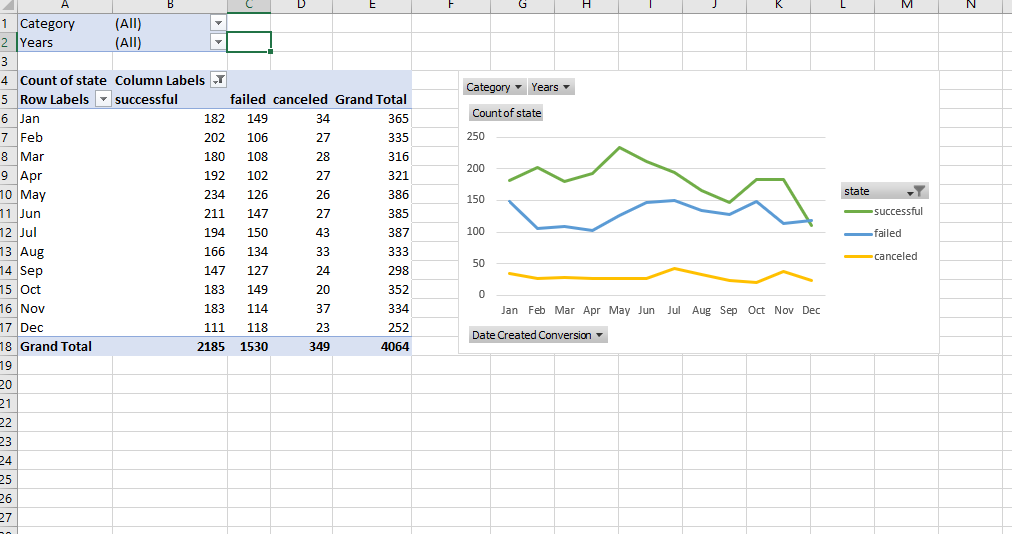 A B C D E F G H I J K L M N
1 Category (All)
2 Years (All)
3
4 Count of state Column Labels
5 Row Labels successful failed canceled Grand Total
6 Jan 182 149 34 365
7 Feb 202 106 27 335
8 Mar 180 108 28 316
9 Apr 192 102 27 321
10 May 234 126 26 386
11 Jun 211 147 27 385
12 Jul 194 150 43 387
13 Aug 166 134 33 333
14 Sep 147 127 24 298
15 Oct 183 149 20 352
16 Nov 183 114 37 334
17 Dec 111 118 23 252
18 Grand Total 2185 1530 349 4064
19
20
21
22
23
24
25
26
27
Category Years
Count of state
250
200
150
100
50
0
Jan Feb Mar Apr May Jun Jul Aug Sep Oct Nov Dec
Date Created Conversion
state
successful
failed
canceled